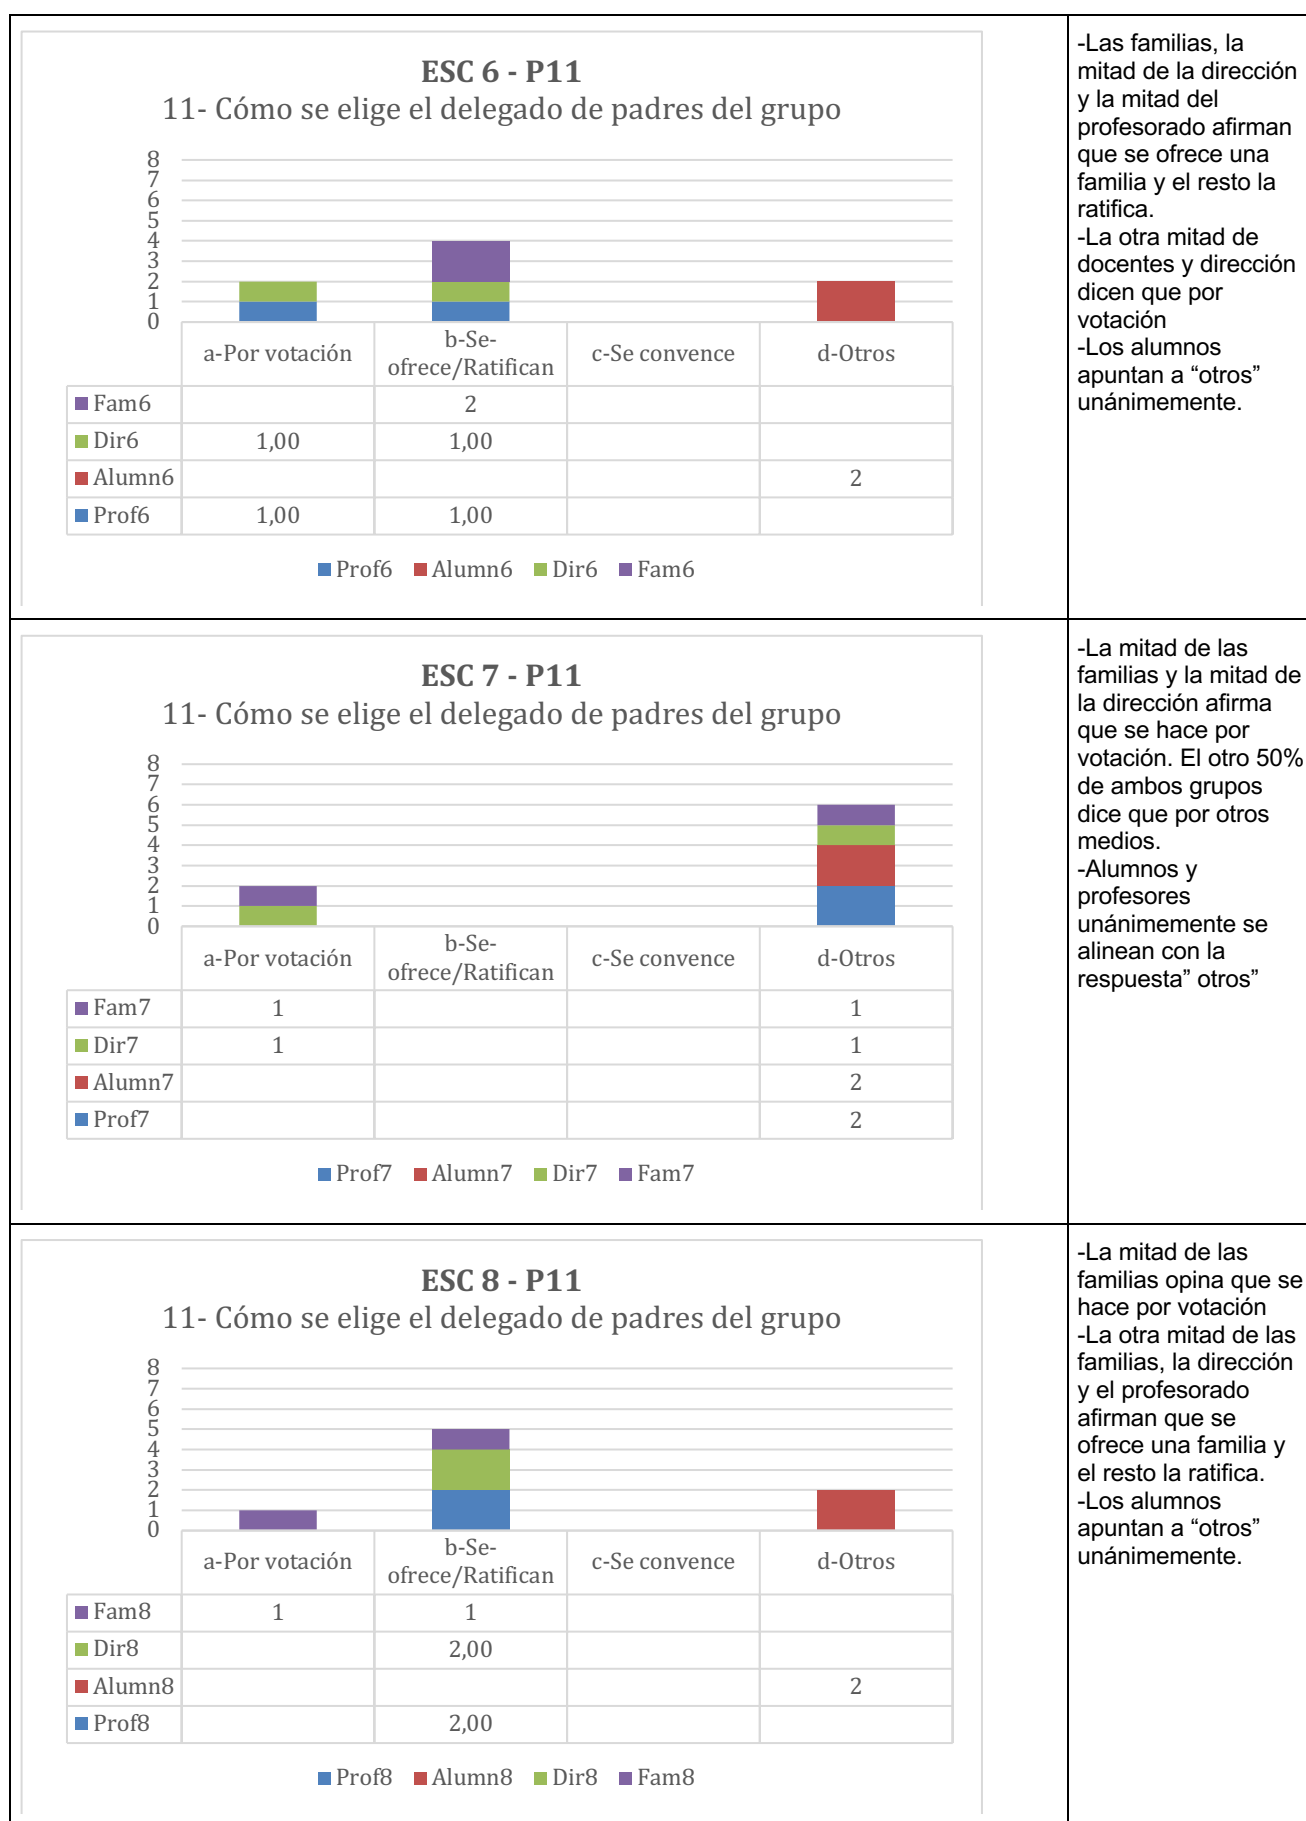 ESC 6 - P11
11- Cómo se elige el delegado de padres del grupo
8
7
6
5
4
3
2
1
0
a-Por votación b-Se-ofrece/Ratifican c-Se convence d-Otros
Fam6 2
Dir6 1,00 1,00
Alumn6 2
Prof6 1,00 1,00
Prof6 Alumn6 Dir6 Fam6
-Las familias, la
mitad de la dirección
y la mitad del
profesorado afirman
que se ofrece una
familia y el resto la
ratifica.
-La otra mitad de
docentes y dirección
dicen que por
votación
-Los alumnos
apuntan a “otros”
unánimemente.
ESC 7 - P11
11- Cómo se elige el delegado de padres del grupo
8
7
6
5
4
3
2
1
0
a-Por votación b-Se-ofrece/Ratifican c-Se convence d-Otros
Fam7 1 1
Dir7 1 1
Alumn7 2
Prof7 2
Prof7 Alumn7 Dir7 Fam7
-La mitad de las
familias y la mitad de
la dirección afirma
que se hace por
votación. El otro 50%
de ambos grupos
dice que por otros
medios.
-Alumnos y
profesores
unánimemente se
alinean con la
respuesta” otros”
ESC 8 - P11
11- Cómo se elige el delegado de padres del grupo
8
7
6
5
4
3
2
1
0
a-Por votación b-Se-ofrece/Ratifican c-Se convence d-Otros
Fam8 1 1
Dir8 2,00
Alumn8 2
Prof8 2,00
Prof8 Alumn8 Dir8 Fam8
-La mitad de las
familias opina que se
hace por votación
-La otra mitad de las
familias, la dirección
y el profesorado
afirman que se
ofrece una familia y
el resto la ratifica.
-Los alumnos
apuntan a “otros”
unánimemente.